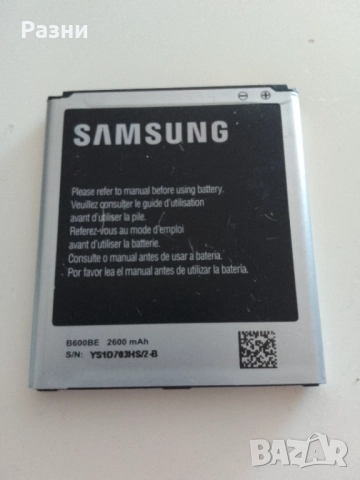 Разни
SAMSUNG
Please refer to manual before using battery.
Veuillez consulter le guide d'utilisation
avant d'utiliser la pile.
Referez-vous au mode d'emploi
avant d'utiliser la batterie.
Consulte o manual antes de usar a bateria.
Por favor lea el manual antes de utilizar la batería.
B600BE 2600 mAh
S/N: YS1D703HS/2-B
BAZAR
bg